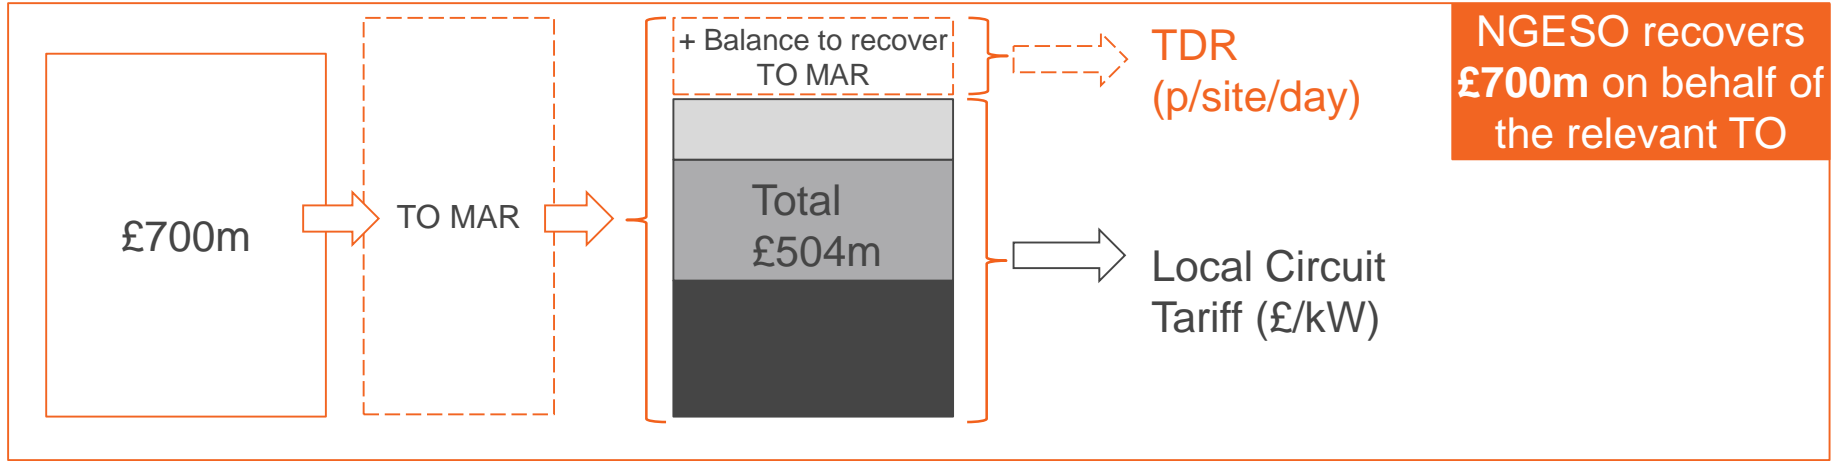 £700m
TO MAR
+ Balance to recover
TO MAR
Total
£504m
TDR
(p/site/day)
Local Circuit
Tariff (£/kW)
NGESO recovers
£700m on behalf of
the relevant TO